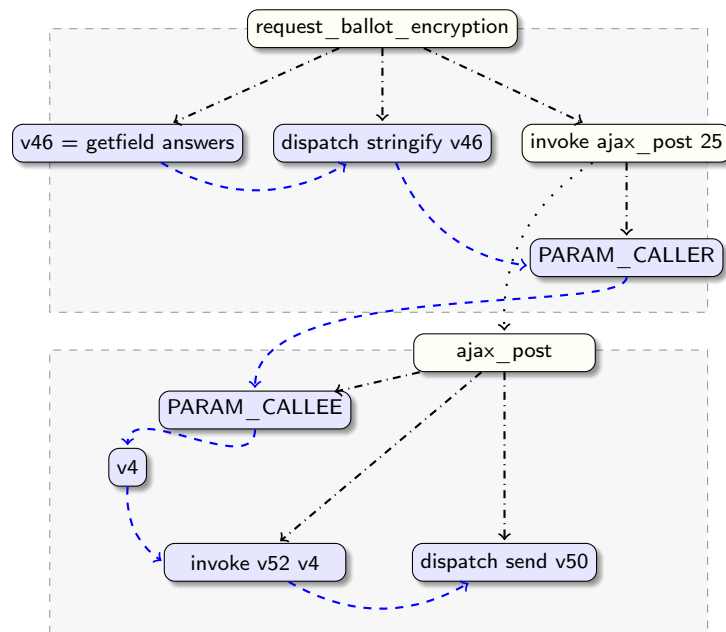 request_ballot_encryption
v46 = getfield answers
dispatch stringify v46
invoke ajax_post 25
PARAM_CALLER
ajax_post
PARAM_CALLEE
v4
invoke v52 v4
dispatch send v50